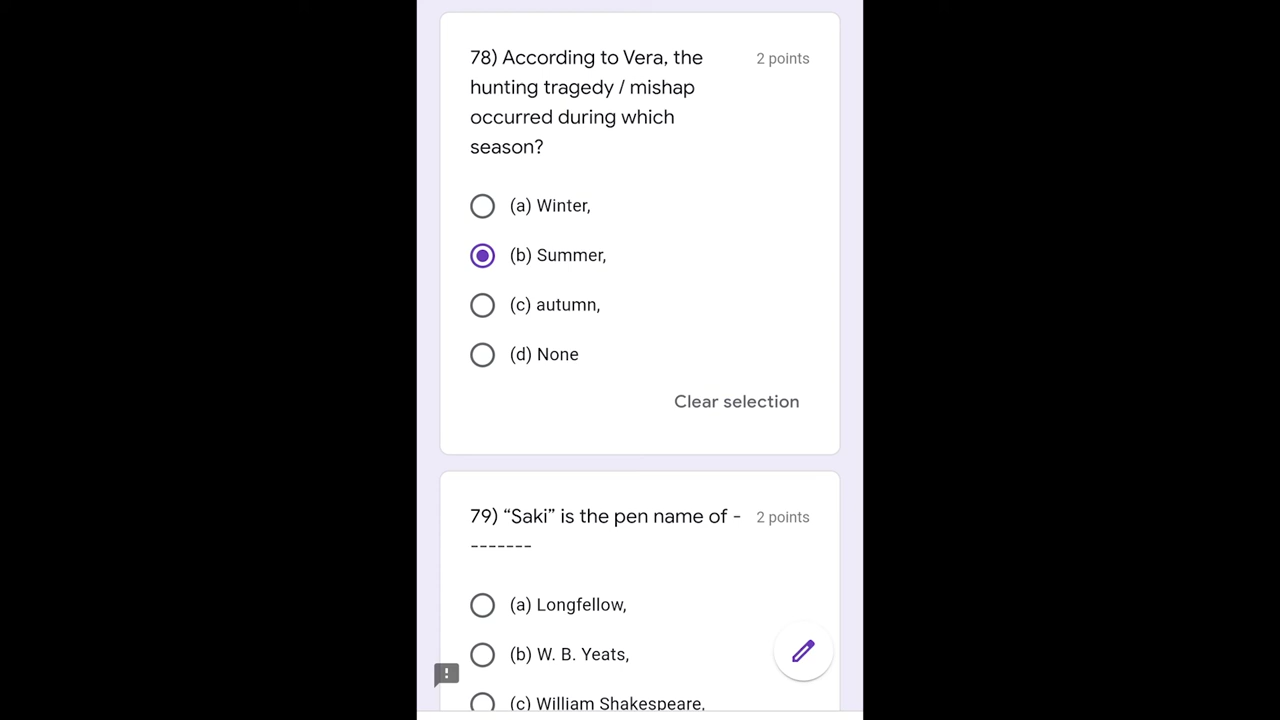 78) According to Vera, the
2 points
hunting tragedy / mishap
occurred during which
season?
(a) Winter,
(b) Summer,
(c) autumn,
(d) None
Clear selection
79) “Saki” is the pen name of -
2 points
-------
(a) Longfellow,
(b) W. B. Yeats,
(c) William Shakespeare,